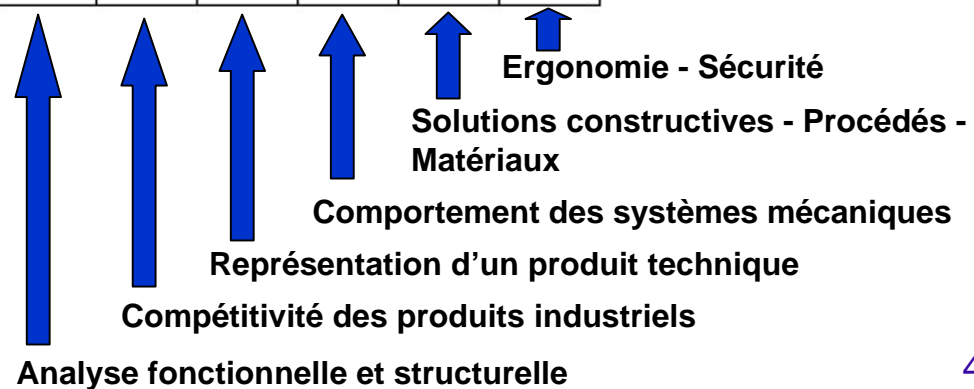 Ergonomie - Sécurité
Solutions constructives - Procédés -
Matériaux
Comportement des systèmes mécaniques
Représentation d’un produit technique
Compétitivité des produits industriels
Analyse fonctionnelle et structurelle